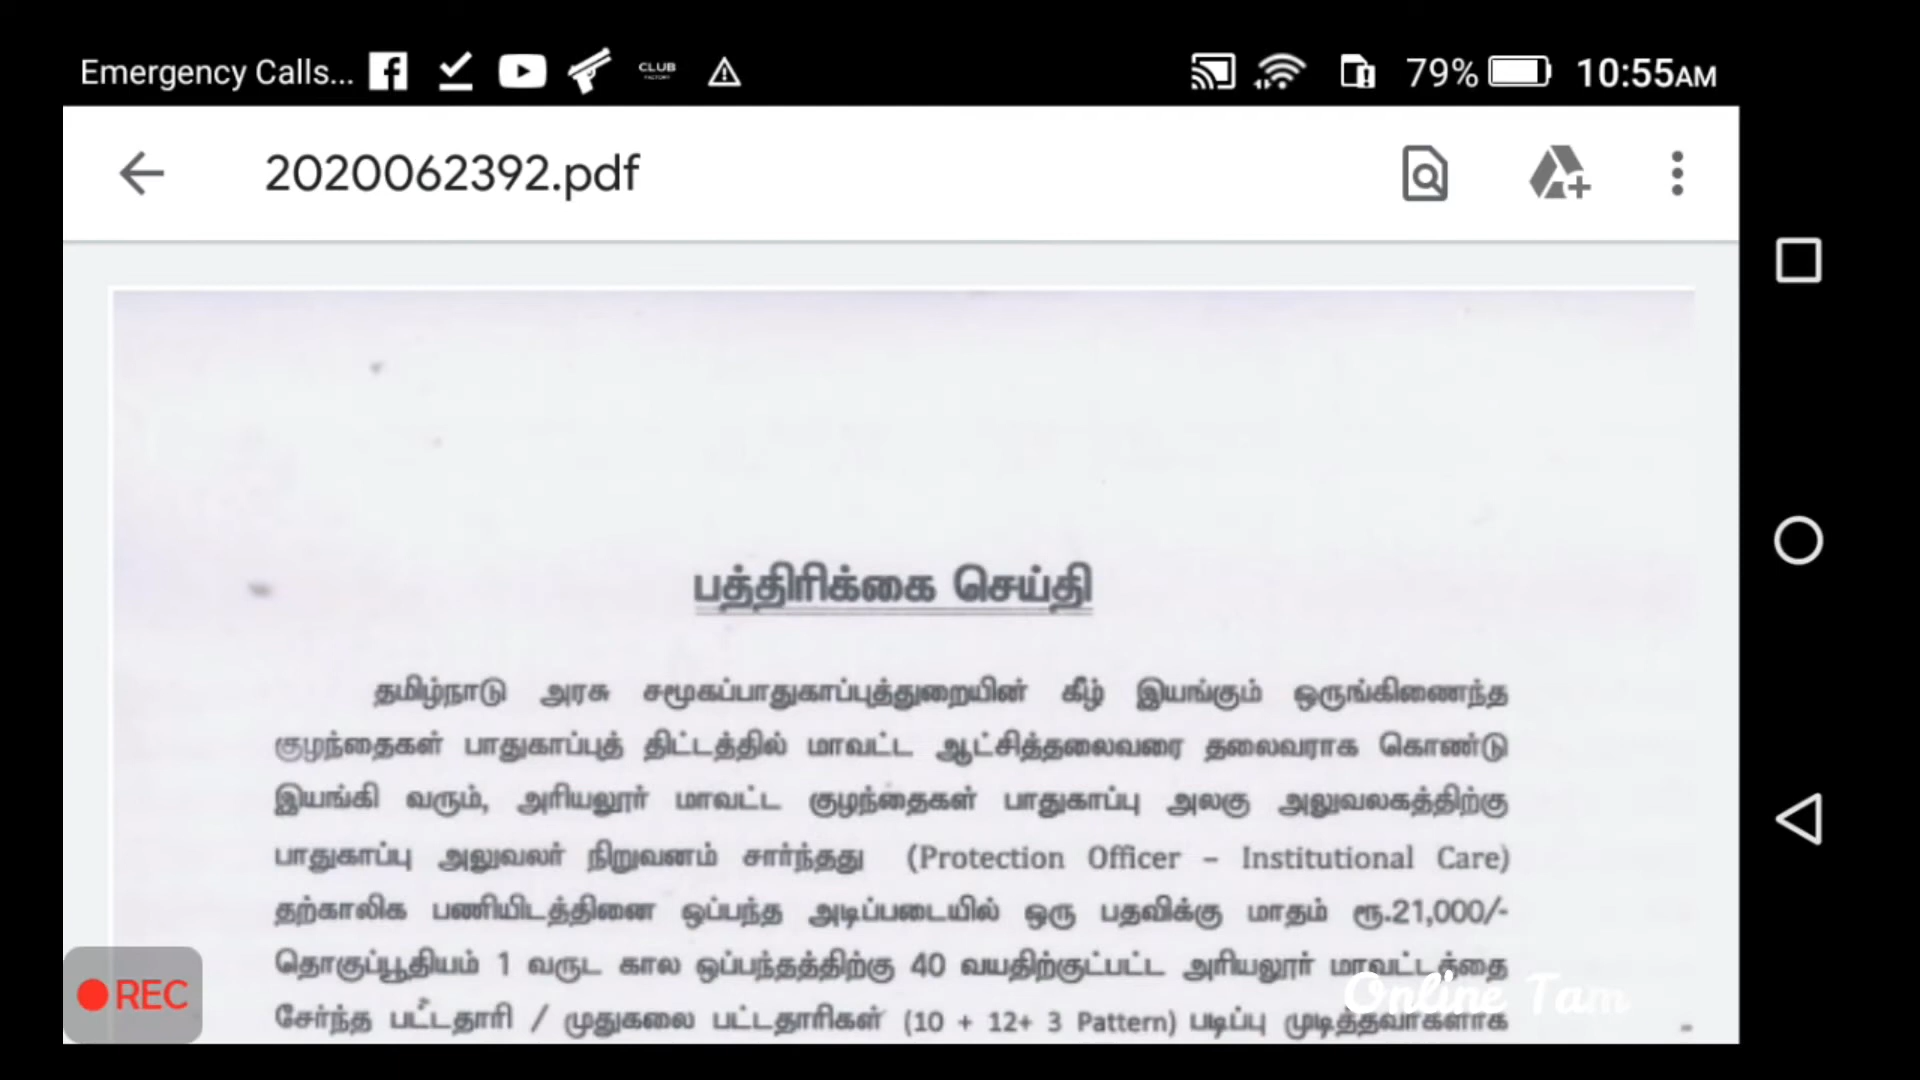 Emergency Calls... CLUB FACTORY 79% 10:55AM
2020062392.pdf
பத்திரிக்கை செய்தி
தமிழ்நாடு அரசு சமூகப்பாதுகாப்புத்துறையின் கீழ் இயங்கும் ஒருங்கிணைந்த
குழந்தைகள் பாதுகாப்புத் திட்டத்தில் மாவட்ட ஆட்சித்தலைவரை தலைவராக கொண்டு
இயங்கி வரும், அரியலூர் மாவட்ட குழந்தைகள் பாதுகாப்பு அலகு அலுவலகத்திற்கு
பாதுகாப்பு அலுவலர் நிறுவனம் சார்ந்தது (Protection Officer – Institutional Care)
தற்காலிக பணியிடத்தினை ஒப்பந்த அடிப்படையில் ஒரு பதவிக்கு மாதம் ரூ.21,000/-
தொகுப்பூதியம் 1 வருட கால ஒப்பந்தத்திற்கு 40 வயதிற்குட்பட்ட அரியலூர் மாவட்டத்தை
சேர்ந்த பட்டதாரி / முதுகலை பட்டதாரிகள் (10 + 12+ 3 Pattern) படிப்பு முடித்தவர்களாக
REC
Online Tam